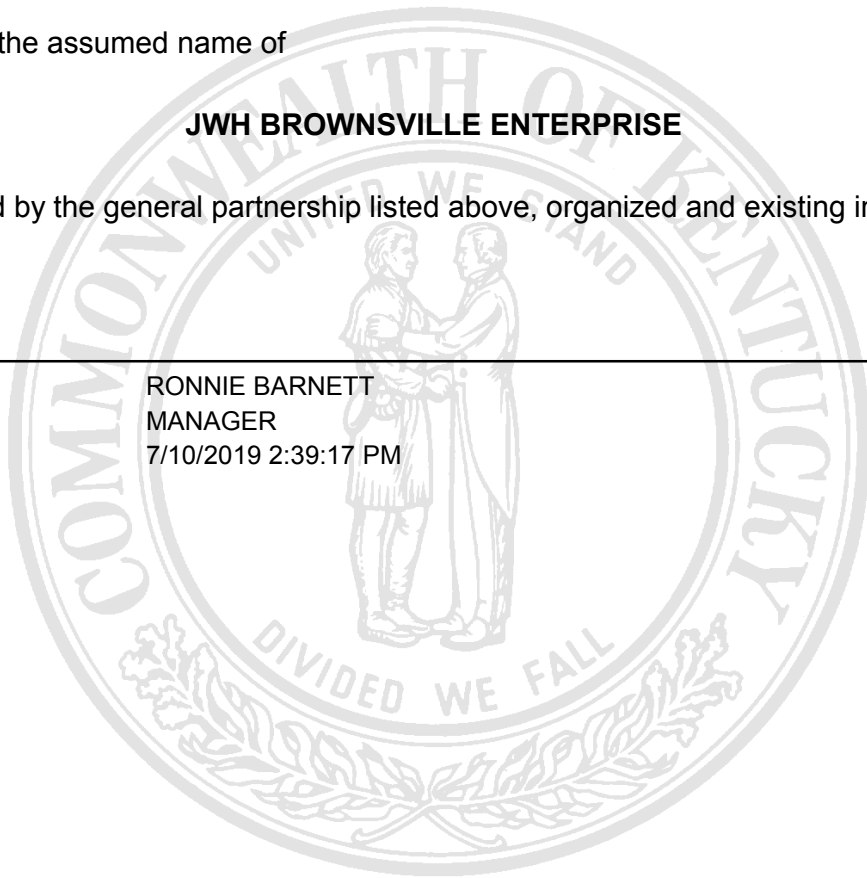 the assumed name of
JWH BROWNSVILLE ENTERPRISE
by the general partnership listed above, organized and existing
RONNIE BARNETT
MANAGER
7/10/2019 2:39:17 PM
COMMONWEALTH OF KENTUCKY
UNITED WE STAND
DIVIDED WE FALL